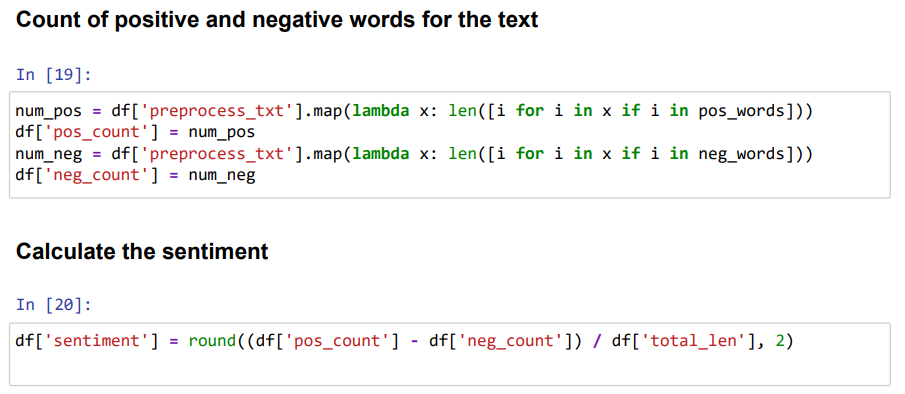 Count of positive and negative words for the text
In [19]:
num_pos = df['preprocess_txt'].map(lambda x: len([i for i in x if i in pos_words]))
df['pos_count'] = num_pos
num_neg = df['preprocess_txt'].map(lambda x: len([i for i in x if i in neg_words]))
df['neg_count'] = num_neg
Calculate the sentiment
In [20]:
df['sentiment'] = round((df['pos_count'] - df['neg_count']) / df['total_len'], 2)